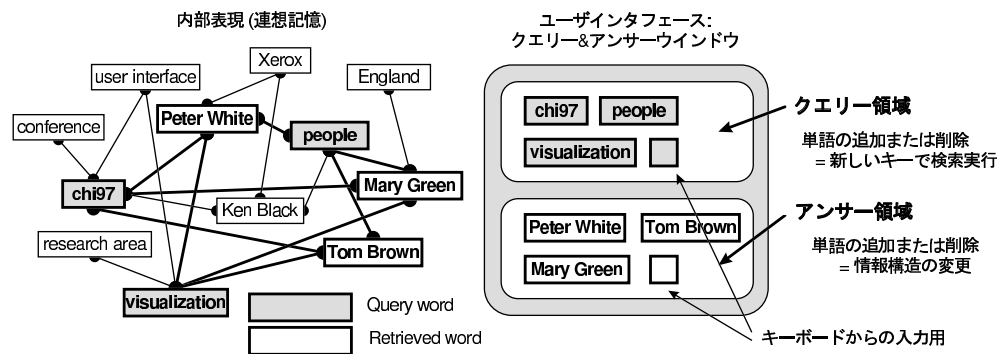 内部表現 (連想記憶)
Xerox
user interface
England
Peter White
conference
people
chi97
Mary Green
Ken Black
research area
Tom Brown
visualization
Query word
Retrieved word
ユーザインタフェース:
クエリー&アンサーウインドウ
chi97 people
visualization
Peter White Tom Brown
Mary Green
クエリー領域
単語の追加または削除
= 新しいキーで検索実行
アンサー領域
単語の追加または削除
= 情報構造の変更
キーボードからの入力用